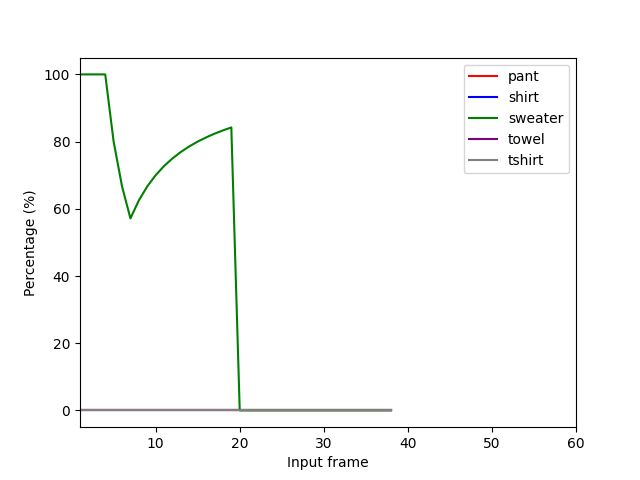 100
80
60
40
20
0
Percentage (%)
10 20 30 40 50 60
Input frame
pant
shirt
sweater
towel
tshirt